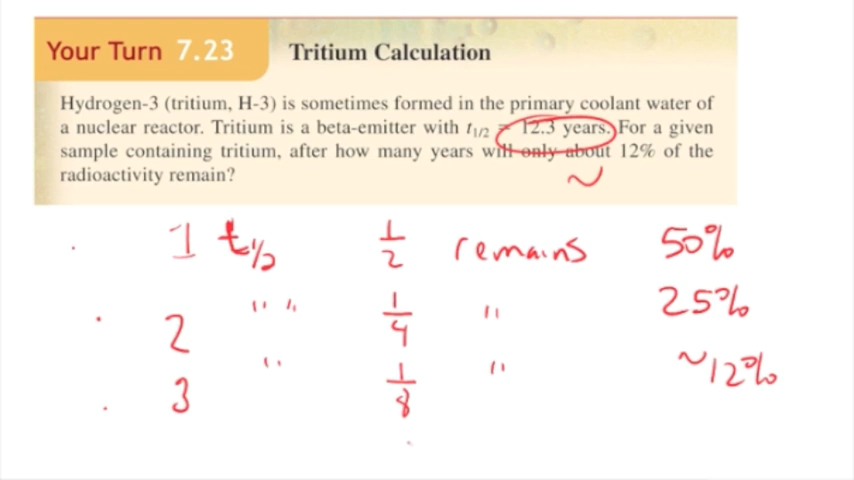 Your Turn 7.23 Tritium Calculation
Hydrogen-3 (tritium, H-3) is sometimes formed in the primary coolant water of
a nuclear reactor. Tritium is a beta-emitter with t1/2 = 12.3 years. For a given
sample containing tritium, after how many years will only about 12% of the
radioactivity remain?
~
1 t1/2 1/2 remains 50%
2 " " 1/4 " 25%
3 " 1/8 " ~12%